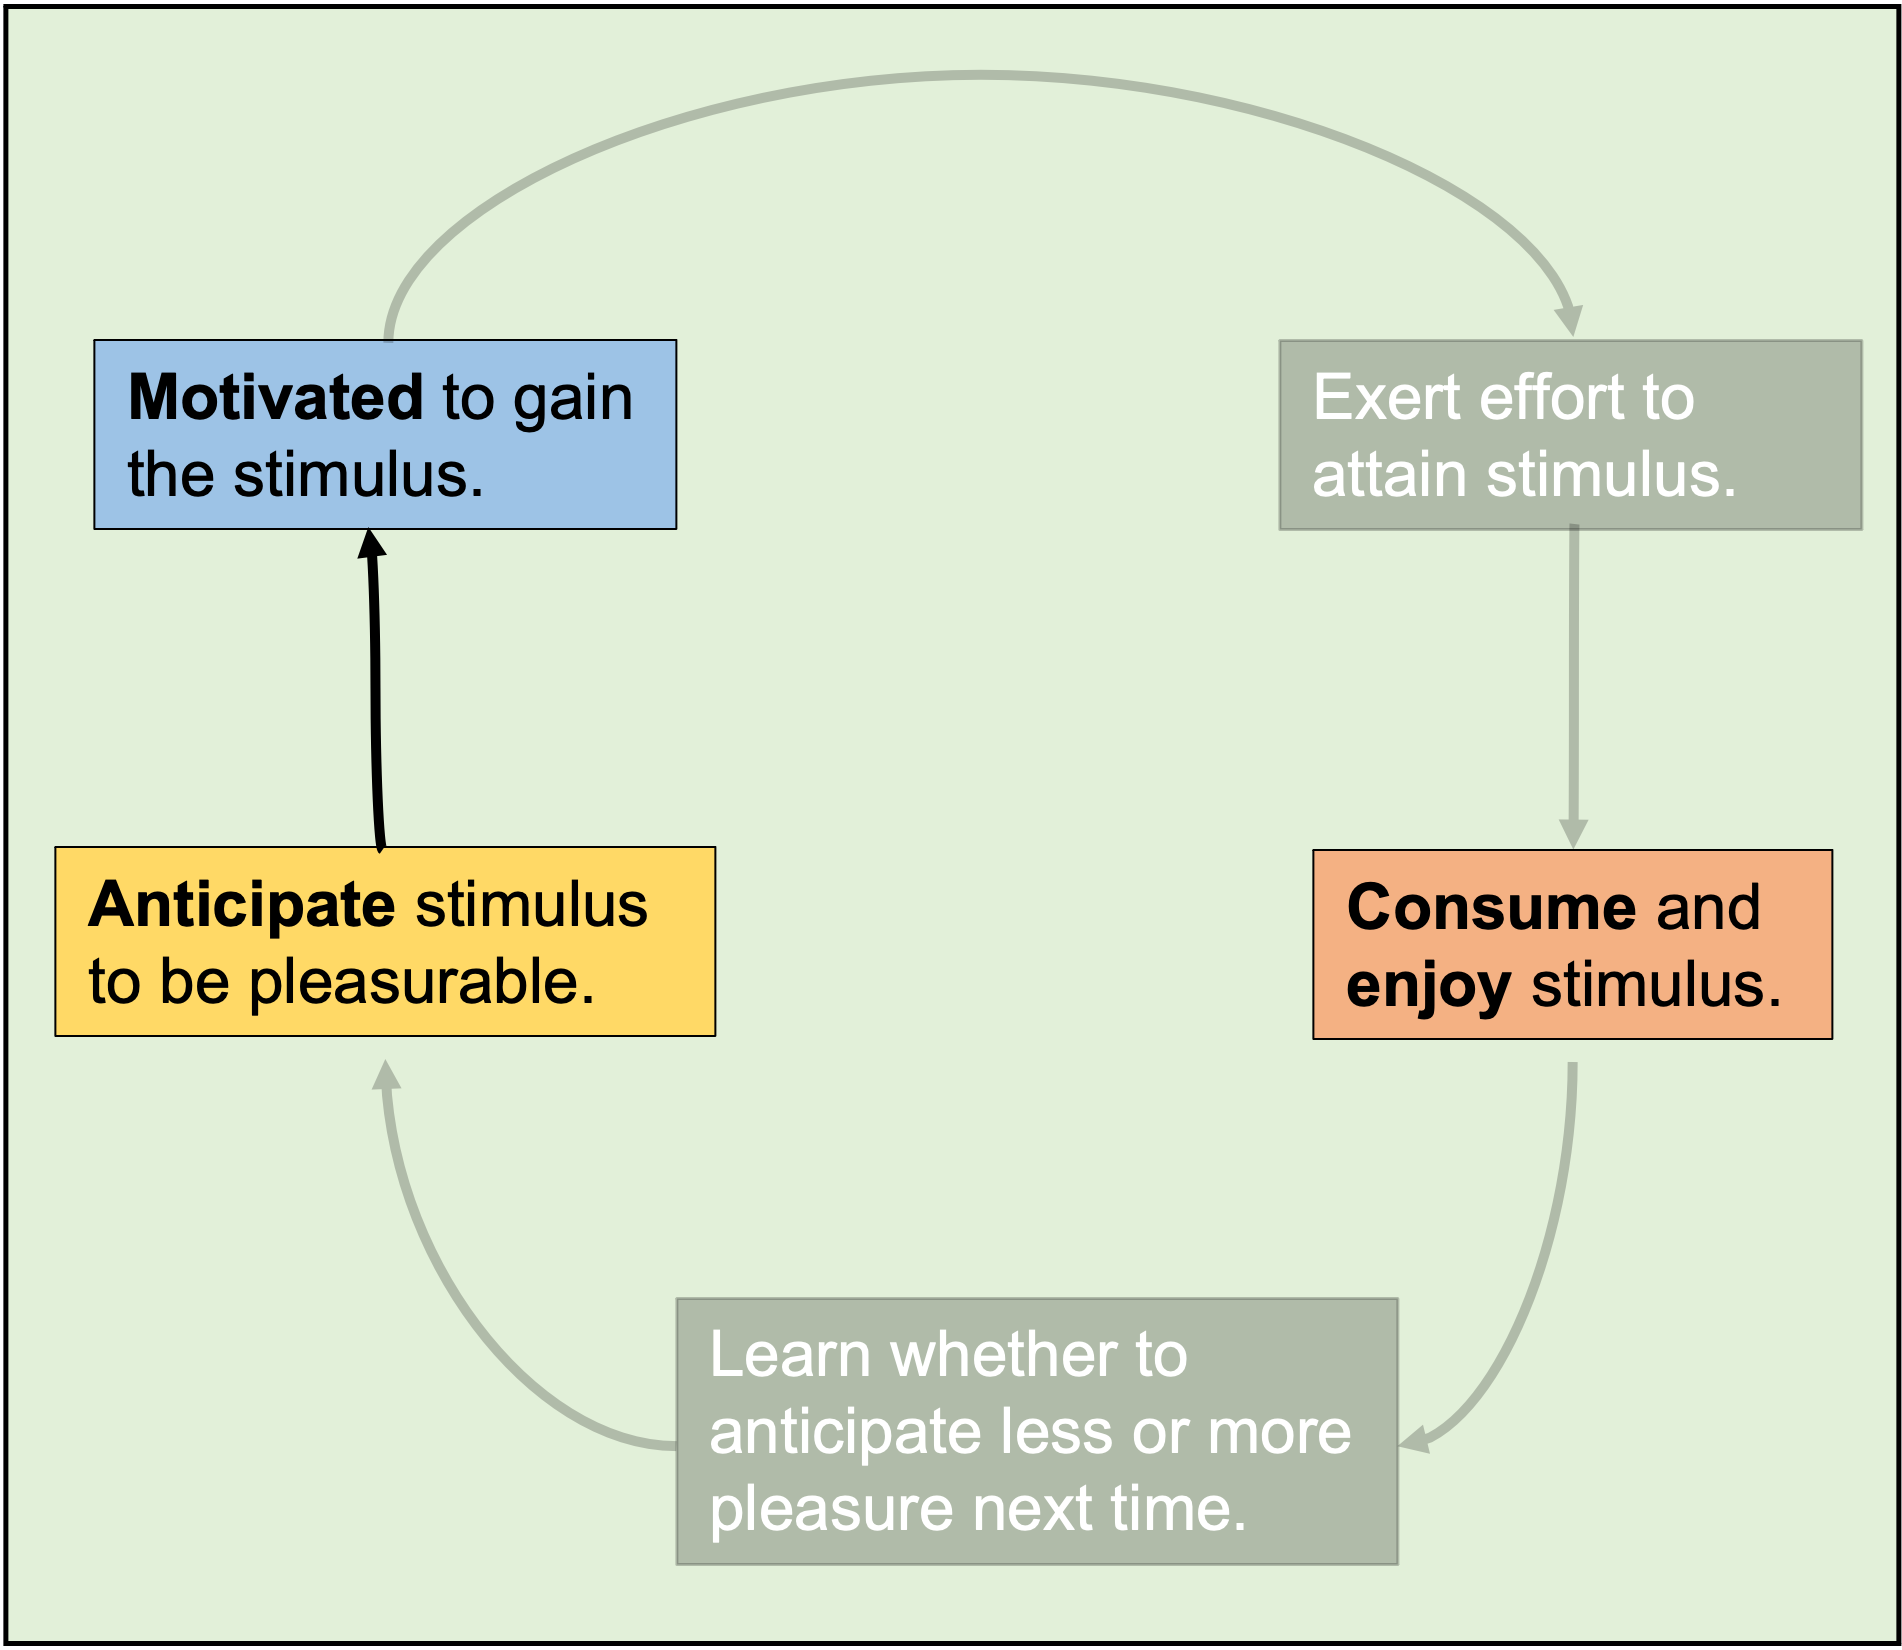 Motivated to gain
the stimulus.
Exert effort to
attain stimulus.
Anticipate stimulus
to be pleasurable.
Consume and
enjoy stimulus.
Learn whether to
anticipate less or more
pleasure next time.